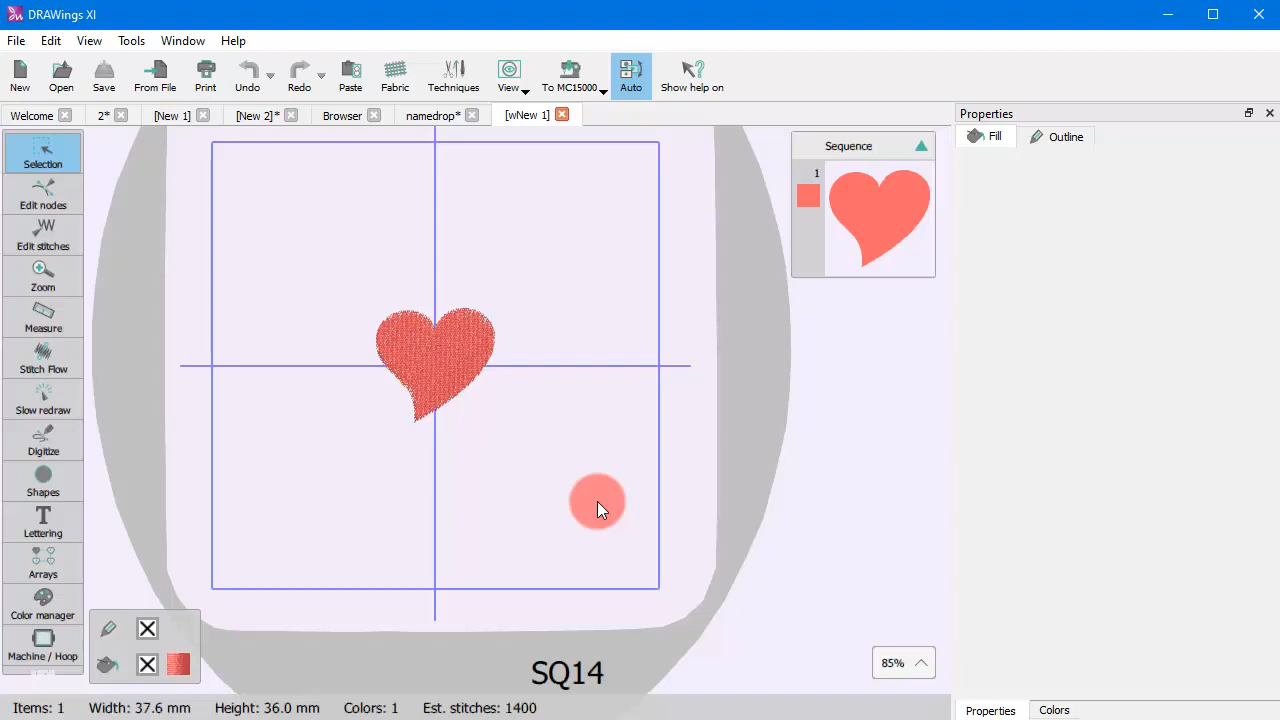 DRAWings XI
File Edit View Tools Window Help
New Open Save From File Print Undo Redo Paste Fabric Techniques View To MC15000 Auto Show help on
Welcome 2* [New 1] [New 2]* Browser namedrop* [wNew 1] Properties
Fill Outline
Selection
Edit nodes
Edit stitches
Zoom
Measure
Stitch Flow
Slow redraw
Digitize
Shapes
Lettering
Arrays
Color manager
Machine / Hoop
Sequence
1
SQ14
85%
Items: 1 Width: 37.6 mm Height: 36.0 mm Colors: 1 Est. stitches: 1400
Properties Colors